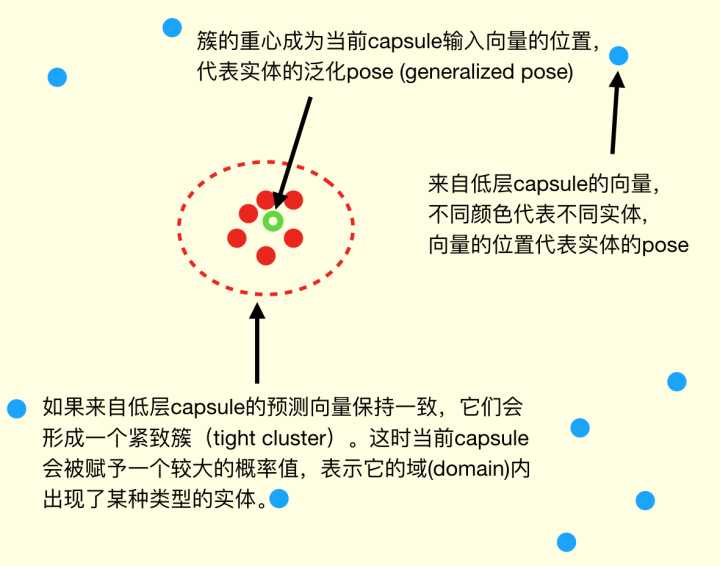 簇的重心成为当前capsule输入向量的位置，
代表实体的泛化pose (generalized pose)
来自低层capsule的向量，
不同颜色代表不同实体，
向量的位置代表实体的pose
如果来自低层capsule的预测向量保持一致，它们会
形成一个紧致簇（tight cluster）。这时当前capsule
会被赋予一个较大的概率值，表示它的域(domain)内
出现了某种类型的实体。